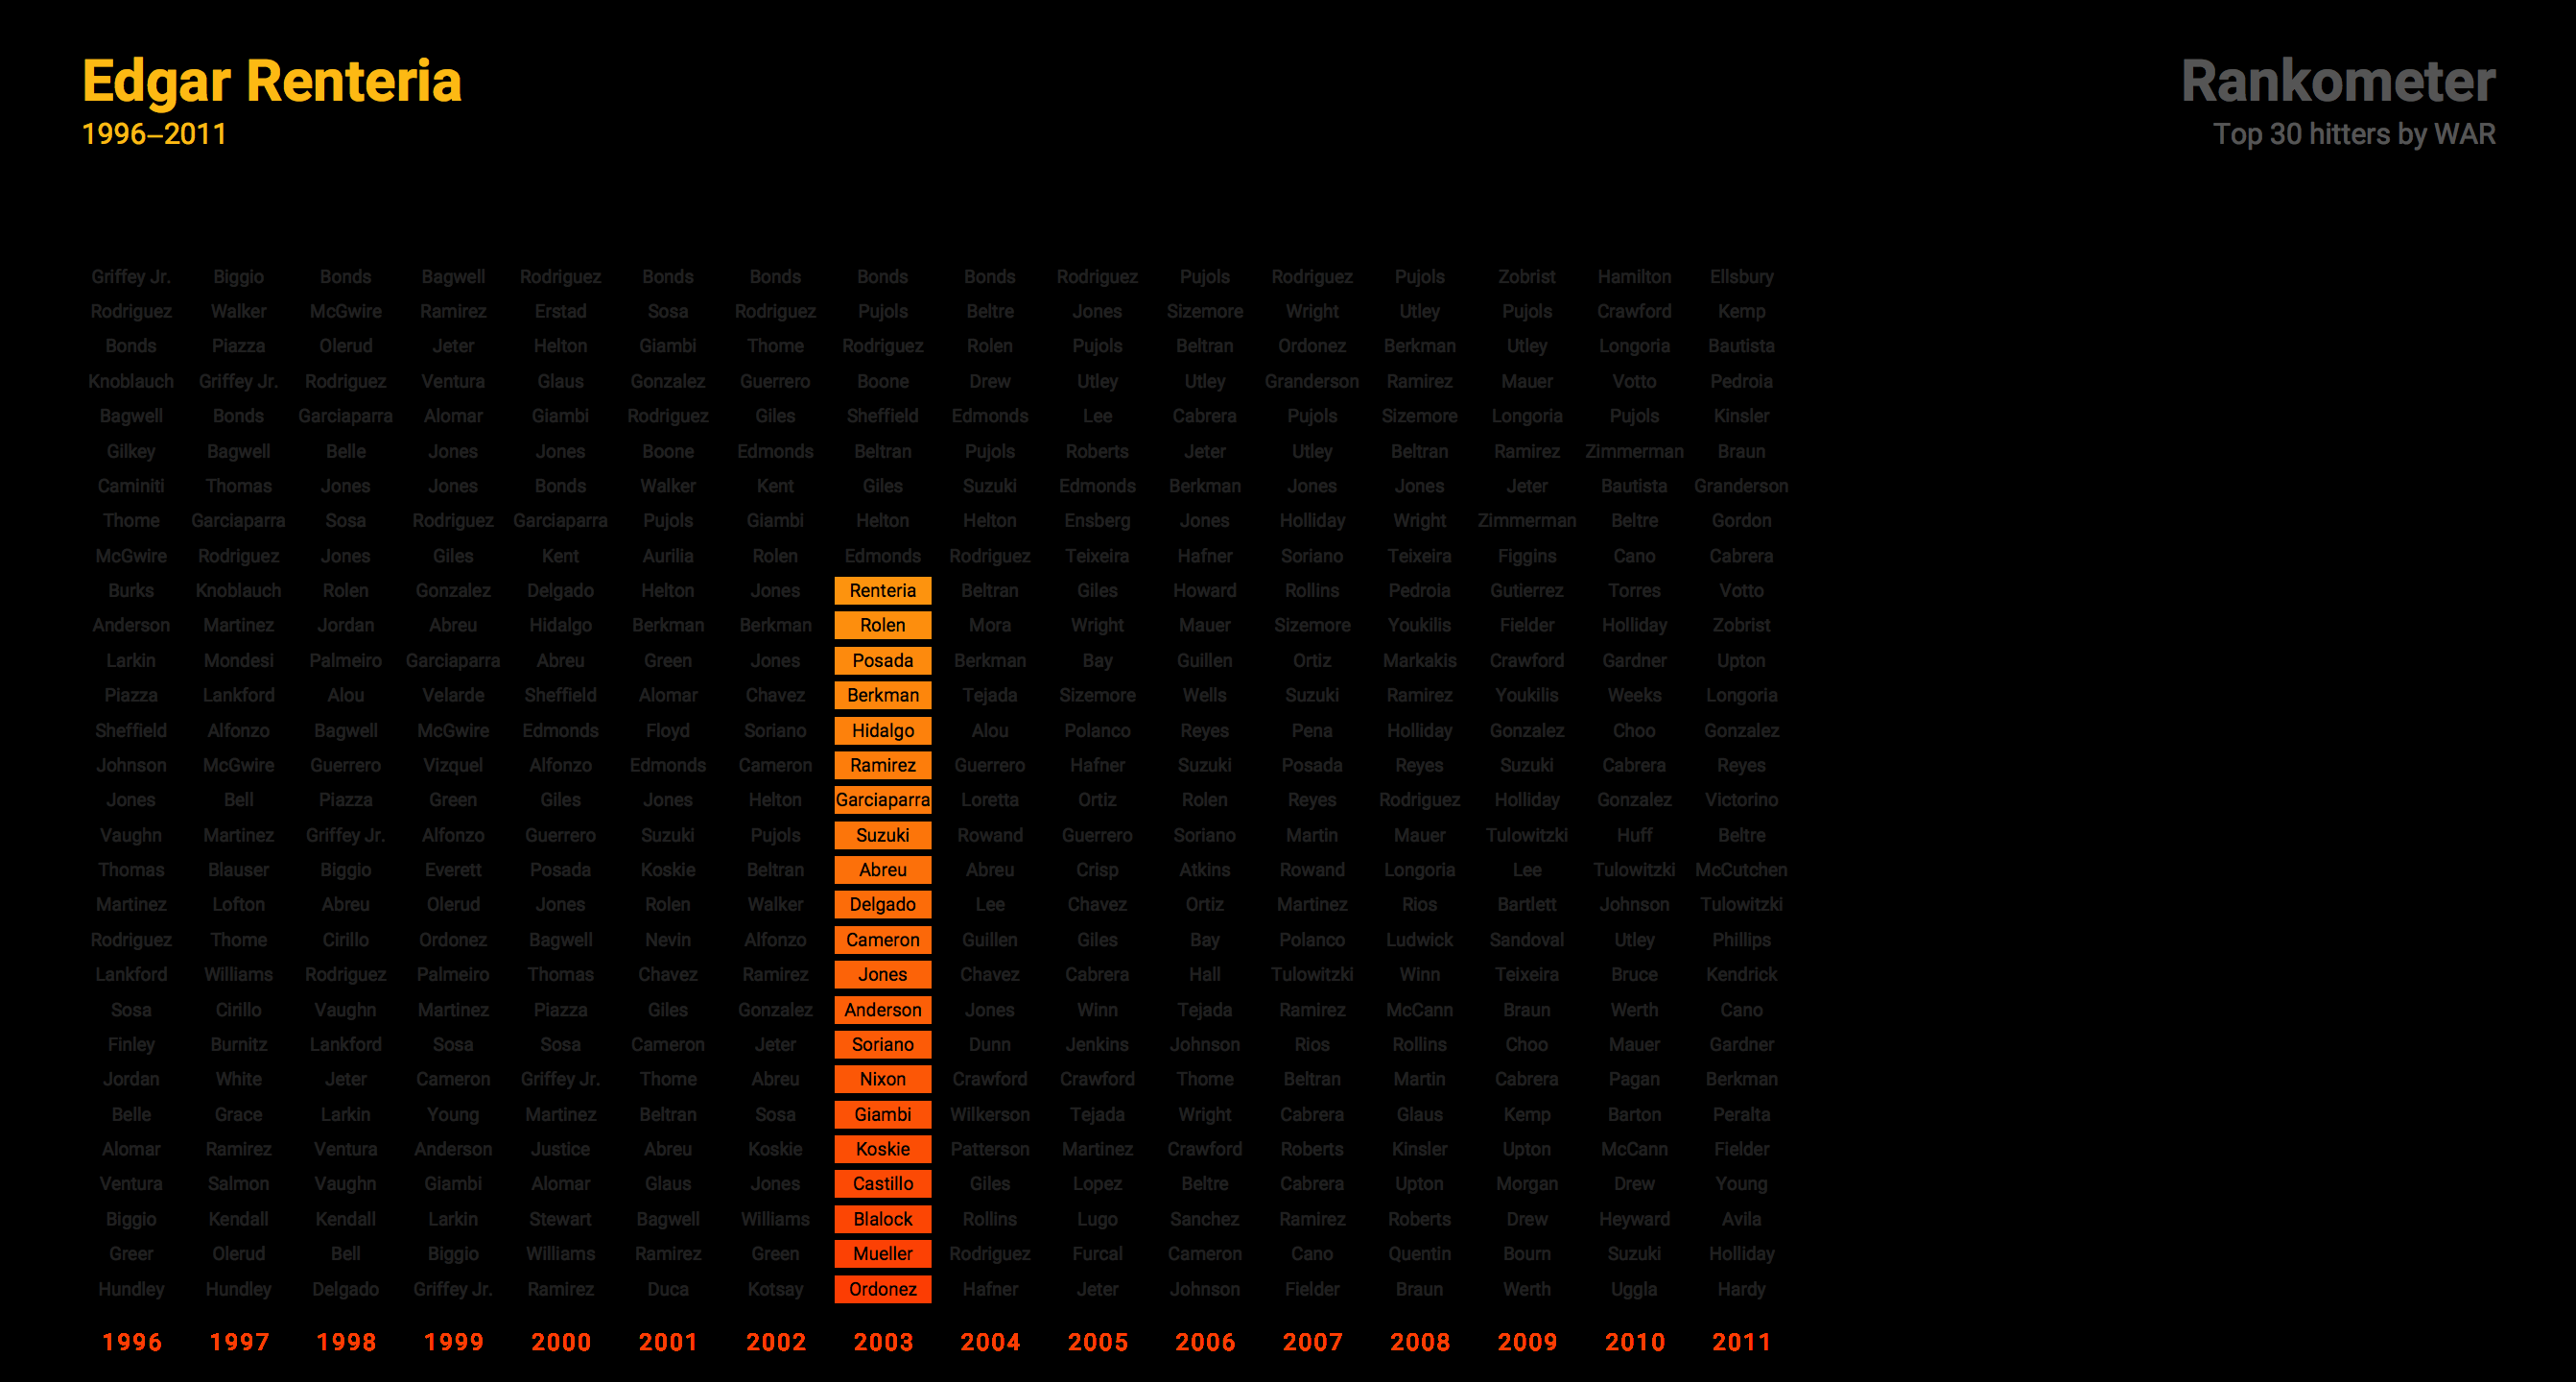 Edgar Renteria
1996–2011
Rankometer
Top 30 hitters by WAR
Griffey Jr. Biggio Bonds Bagwell Rodriguez Bonds Bonds Bonds Bonds Rodriguez Pujols Rodriguez Pujols Zobrist Hamilton Ellsbury
Rodriguez Walker McGwire Ramirez Erstad Sosa Rodriguez Pujols Beltre Jones Sizemore Wright Utley Pujols Crawford Kemp
Bonds Piazza Olerud Jeter Helton Giambi Thome Rodriguez Rolen Pujols Beltran Ordonez Berkman Utley Longoria Bautista
Knoblauch Griffey Jr. Rodriguez Ventura Glaus Gonzalez Guerrero Boone Drew Utley Utley Granderson Ramirez Mauer Votto Pedroia
Bagwell Bonds Garciaparra Alomar Giambi Rodriguez Giles Sheffield Edmonds Lee Cabrera Pujols Sizemore Longoria Pujols Kinsler
Gilkey Bagwell Belle Jones Jones Boone Edmonds Beltran Pujols Roberts Jeter Utley Beltran Ramirez Zimmerman Braun
Caminiti Thomas Jones Jones Bonds Walker Kent Giles Suzuki Edmonds Berkman Jones Jones Jeter Bautista Granderson
Thome Garciaparra Sosa Rodriguez Garciaparra Pujols Giambi Helton Helton Ensberg Jones Holliday Wright Zimmerman Beltre Gordon
McGwire Rodriguez Jones Giles Kent Aurilia Rolen Edmonds Rodriguez Teixeira Hafner Soriano Teixeira Figgins Cano Cabrera
Burks Knoblauch Rolen Gonzalez Delgado Helton Jones Renteria Beltran Giles Howard Rollins Pedroia Gutierrez Torres Votto
Anderson Martinez Jordan Abreu Hidalgo Berkman Berkman Rolen Mora Wright Mauer Sizemore Youkilis Fielder Holliday Zobrist
Larkin Mondesi Palmeiro Garciaparra Abreu Green Jones Posada Berkman Bay Guillen Ortiz Markakis Crawford Gardner Upton
Piazza Lankford Alou Velarde Sheffield Alomar Chavez Berkman Tejada Sizemore Wells Suzuki Ramirez Youkilis Weeks Longoria
Sheffield Alfonzo Bagwell McGwire Edmonds Floyd Soriano Hidalgo Alou Polanco Reyes Pena Holliday Gonzalez Choo Gonzalez
Johnson McGwire Guerrero Vizquel Alfonzo Edmonds Cameron Ramirez Guerrero Hafner Suzuki Posada Reyes Suzuki Cabrera Reyes
Jones Bell Piazza Green Giles Jones Helton Garciaparra Loretta Ortiz Rolen Reyes Rodriguez Holliday Gonzalez Victorino
Vaughn Martinez Griffey Jr. Alfonzo Guerrero Suzuki Pujols Suzuki Rowand Guerrero Soriano Martin Mauer Tulowitzki Huff Beltre
Thomas Blauser Biggio Everett Posada Koskie Beltran Abreu Abreu Crisp Atkins Rowand Longoria Lee Tulowitzki McCutchen
Martinez Lofton Abreu Olerud Jones Rolen Walker Delgado Lee Chavez Ortiz Martinez Rios Bartlett Johnson Tulowitzki
Rodriguez Thome Cirillo Ordonez Bagwell Nevin Alfonzo Cameron Guillen Giles Bay Polanco Ludwick Sandoval Utley Phillips
Lankford Williams Rodriguez Palmeiro Thomas Chavez Ramirez Jones Chavez Cabrera Hall Tulowitzki Winn Teixeira Bruce Kendrick
Sosa Cirillo Vaughn Martinez Piazza Giles Gonzalez Anderson Jones Winn Tejada Ramirez McCann Braun Werth Cano
Finley Burnitz Lankford Sosa Sosa Cameron Jeter Soriano Dunn Jenkins Johnson Rios Rollins Choo Mauer Gardner
Jordan White Jeter Cameron Griffey Jr. Thome Abreu Nixon Crawford Crawford Thome Beltran Martin Cabrera Pagan Berkman
Belle Grace Larkin Young Martinez Beltran Sosa Giambi Wilkerson Tejada Wright Cabrera Glaus Kemp Barton Peralta
Alomar Ramirez Ventura Anderson Justice Abreu Koskie Koskie Patterson Martinez Crawford Roberts Kinsler Upton McCann Fielder
Ventura Salmon Vaughn Giambi Alomar Glaus Jones Castillo Giles Lopez Beltre Cabrera Upton Morgan Drew Young
Biggio Kendall Kendall Larkin Stewart Bagwell Williams Blalock Rollins Lugo Sanchez Ramirez Roberts Drew Heyward Avila
Greer Olerud Bell Biggio Williams Ramirez Green Mueller Rodriguez Furcal Cameron Cano Quentin Bourn Suzuki Holliday
Hundley Hundley Delgado Griffey Jr. Ramirez Duca Kotsay Ordonez Hafner Jeter Johnson Fielder Braun Werth Uggla Hardy
1996 1997 1998 1999 2000 2001 2002 2003 2004 2005 2006 2007 2008 2009 2010 2011